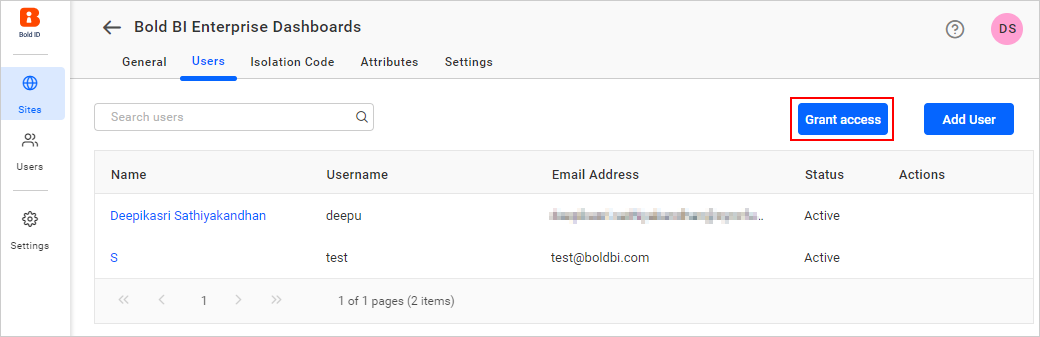 Bold ID
Sites
Users
Settings
Bold BI Enterprise Dashboards
DS
General Users Isolation Code Attributes Settings
Search users
Grant access
Add User
Name Username Email Address Status Actions
Deepikasri Sathiyakandhan deepu Active
S test test@boldbi.com Active
1 1 of 1 pages (2 items)